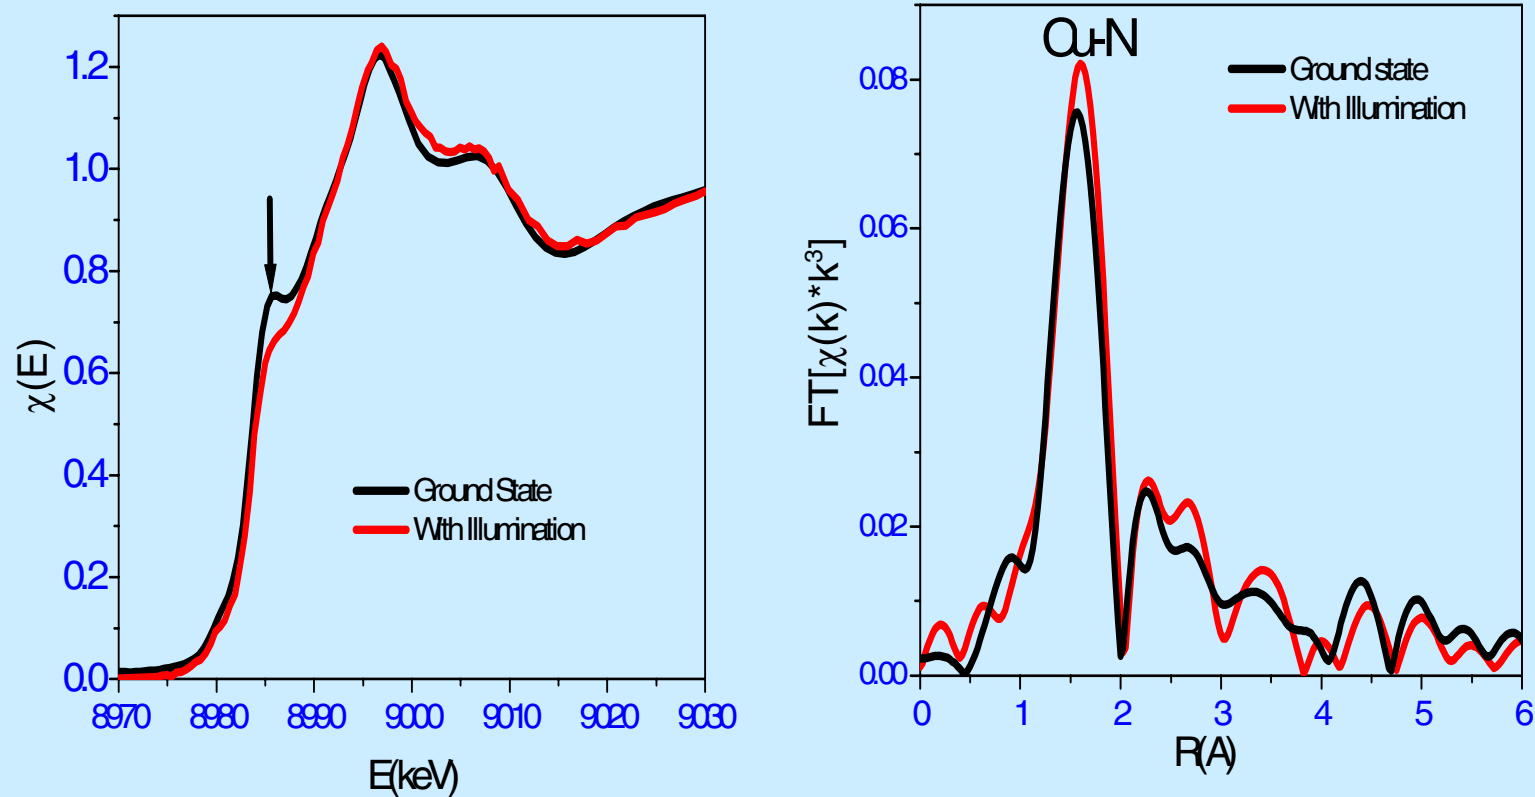 χ(E)
1.2
1.0
0.8
0.6
0.4
0.2
0.0
Ground State
With Illumination
8970 8980 8990 9000 9010 9020 9030
E(keV)
Cu-N
Ground state
With Illumination
FT[χ(k)*k³]
0.08
0.06
0.04
0.02
0.00
0 1 2 3 4 5 6
R(A)